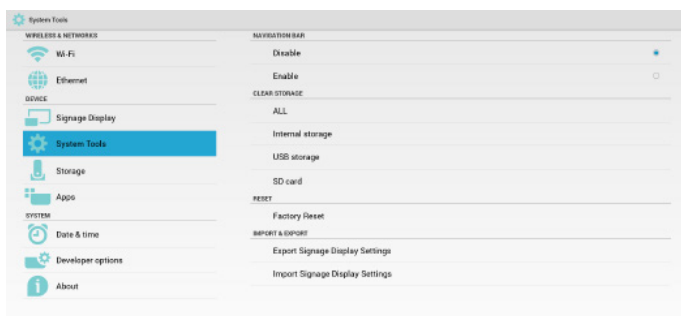 System Tools
WIRELESS & NETWORKS
Wi-Fi
Ethernet
DEVICE
Signage Display
System Tools
Storage
Apps
SYSTEM
Date & time
Developer options
About
NAVIGATION BAR
Disable
Enable
CLEAR STORAGE
ALL
Internal storage
USB storage
SD card
RESET
Factory Reset
IMPORT & EXPORT
Export Signage Display Settings
Import Signage Display Settings